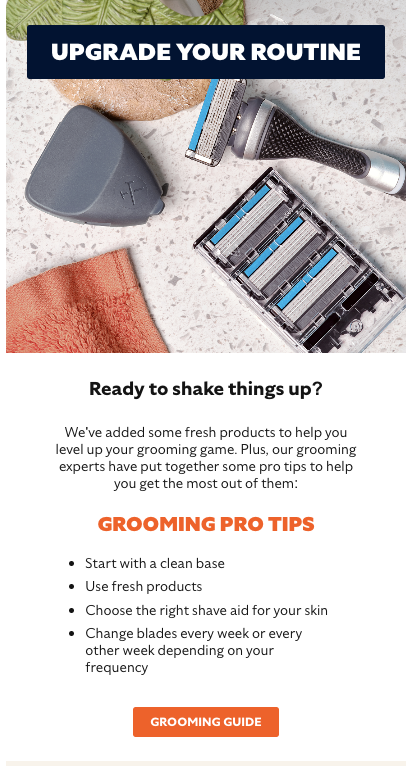 UPGRADE YOUR ROUTINE
Ready to shake things up?
We've added some fresh products to help you
level up your grooming game. Plus, our grooming
experts have put together some pro tips to help
you get the most out of them:
GROOMING PRO TIPS
• Start with a clean base
• Use fresh products
• Choose the right shave aid for your skin
• Change blades every week or every
other week depending on your
frequency
GROOMING GUIDE